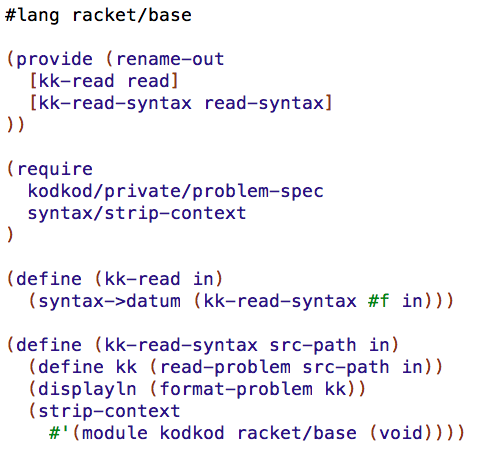 #lang racket/base

(provide (rename-out
  [kk-read read]
  [kk-read-syntax read-syntax]
))

(require
  kodkod/private/problem-spec
  syntax/strip-context
)

(define (kk-read in)
  (syntax->datum (kk-read-syntax #f in)))

(define (kk-read-syntax src-path in)
  (define kk (read-problem src-path in))
  (displayln (format-problem kk))
  (strip-context
    #'(module kodkod racket/base (void))))